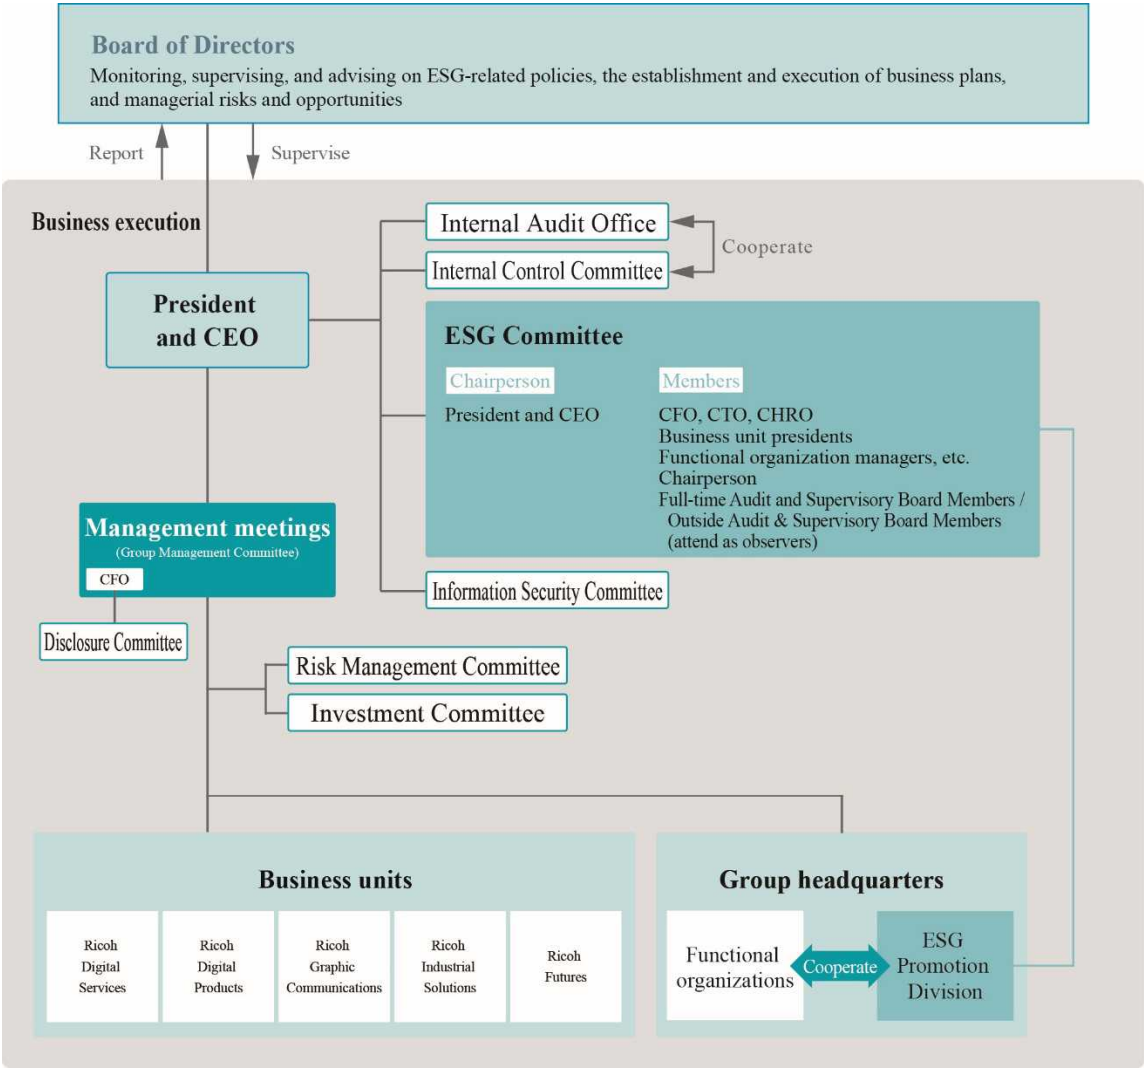 Board of Directors
Monitoring, supervising, and advising on ESG-related policies, the establishment and execution of business plans,
and managerial risks and opportunities
Report
Supervise
Business execution
Internal Audit Office
Cooperate
Internal Control Committee
President
and CEO
ESG Committee
Chairperson
Members
President and CEO
CFO, CTO, CHRO
Business unit presidents
Functional organization managers, etc.
Chairperson
Full-time Audit and Supervisory Board Members /
Outside Audit & Supervisory Board Members
(attend as observers)
Management meetings
(Group Management Committee)
CFO
Information Security Committee
Disclosure Committee
Risk Management Committee
Investment Committee
Business units
Ricoh
Digital
Services
Ricoh
Digital
Products
Ricoh
Graphic
Communications
Ricoh
Industrial
Solutions
Ricoh
Futures
Group headquarters
Functional
organizations
Cooperate
ESG
Promotion
Division